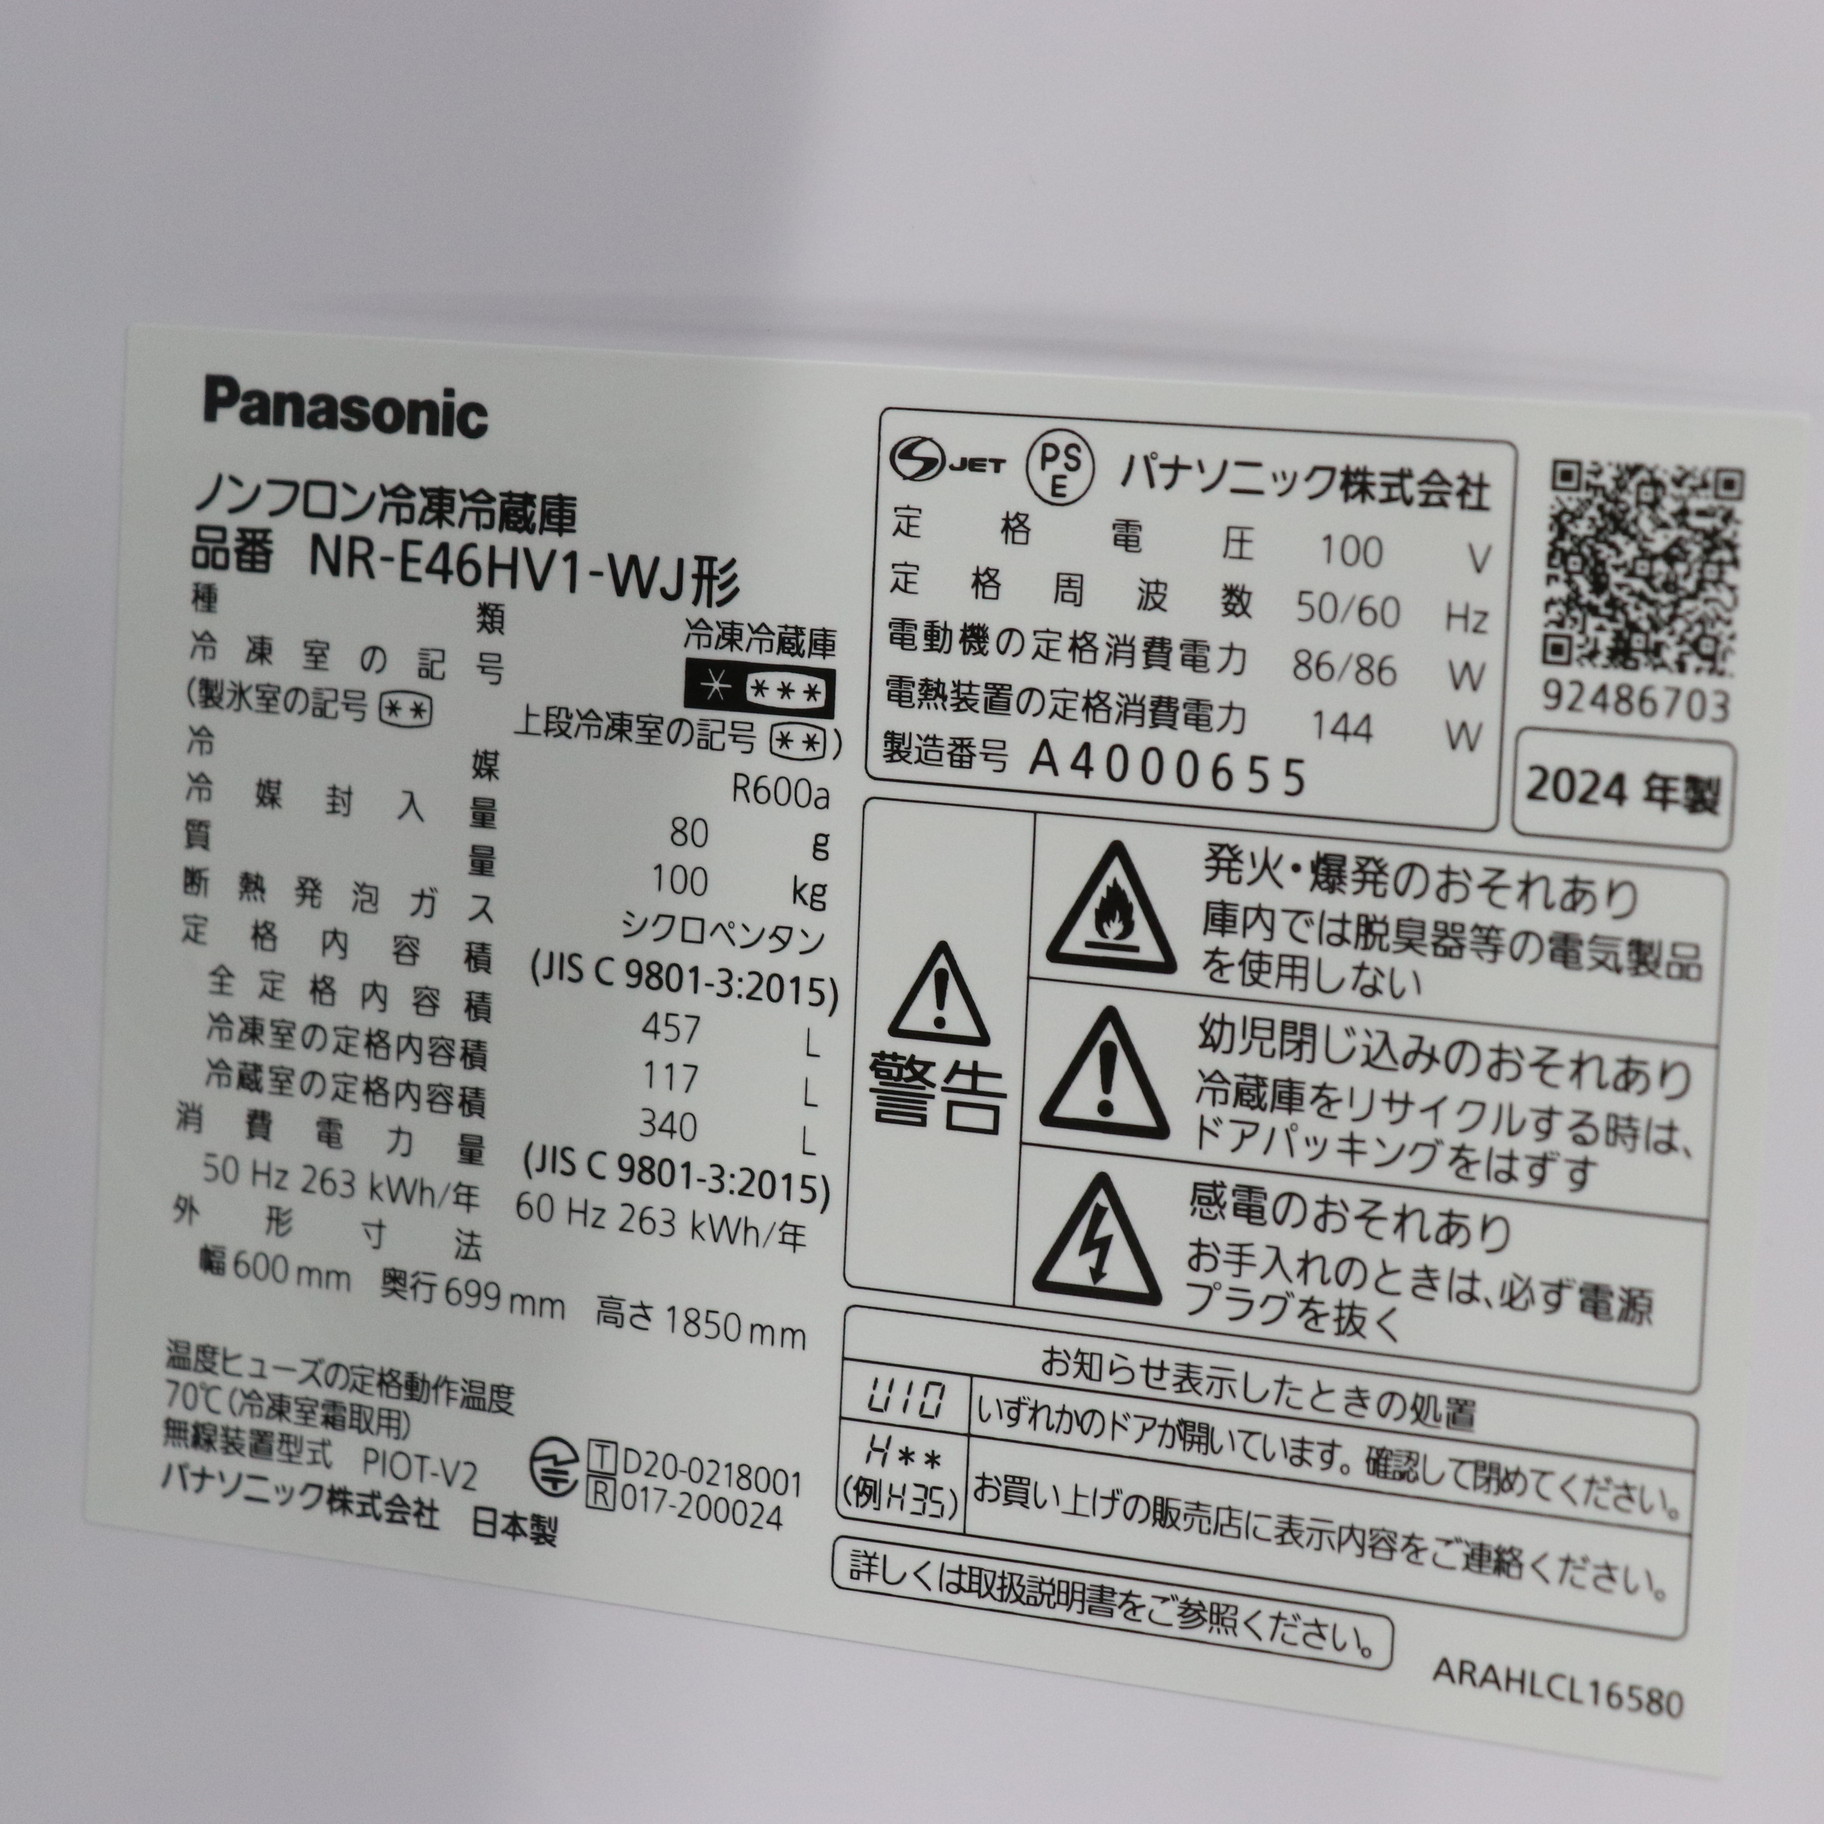 Panasonic
ノンフロン冷凍冷蔵庫
品番 NR-E46HV1-WJ形
種類 冷凍冷蔵庫
冷凍室の記号 * ***
(製氷室の記号 ** 上段冷凍室の記号 **)
冷媒 R600a
冷媒封入量 80 g
質量 100 kg
断熱発泡ガス シクロペンタン
定格内容積 (JIS C 9801-3:2015)
全定格内容積 457 L
冷凍室の定格内容積 117 L
冷蔵室の定格内容積 340 L
消費電力量 (JIS C 9801-3:2015)
50 Hz 263 kWh/年 60 Hz 263 kWh/年
外形寸法
幅600mm 奥行699mm 高さ1850mm
温度ヒューズの定格動作温度
70℃(冷凍室霜取用)
無線装置型式 PIOT-V2
パナソニック株式会社 日本製
T D20-0218001
R 017-200024
S JET PSE パナソニック株式会社
定格電圧 100 V
定格周波数 50/60 Hz
電動機の定格消費電力 86/86 W
電熱装置の定格消費電力 144 W
製造番号 A4000655
92486703
2024 年製
警告
発火・爆発のおそれあり
庫内では脱臭器等の電気製品
を使用しない
幼児閉じ込みのおそれあり
冷蔵庫をリサイクルする時は、
ドアパッキングをはずす
感電のおそれあり
お手入れのときは、必ず電源
プラグを抜く
お知らせ表示したときの処置
U10 いずれかのドアが開いています。確認して閉めてください。
H**
(例H35) お買い上げの販売店に表示内容をご連絡ください。
詳しくは取扱説明書をご参照ください。
ARAHLCL16580